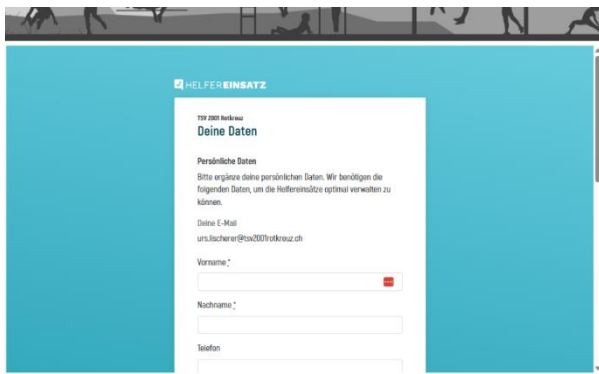 HELFEREINSATZ
TSV 2001 Rotkreuz
Deine Daten
Persönliche Daten
Bitte ergänze deine persönlichen Daten. Wir benötigen die
folgenden Daten, um die Helfereinsätze optimal verwalten zu
können.
Deine E-Mail
urs.lischerer@tsv2001rotkreuz.ch
Vorname *
Nachname *
Telefon